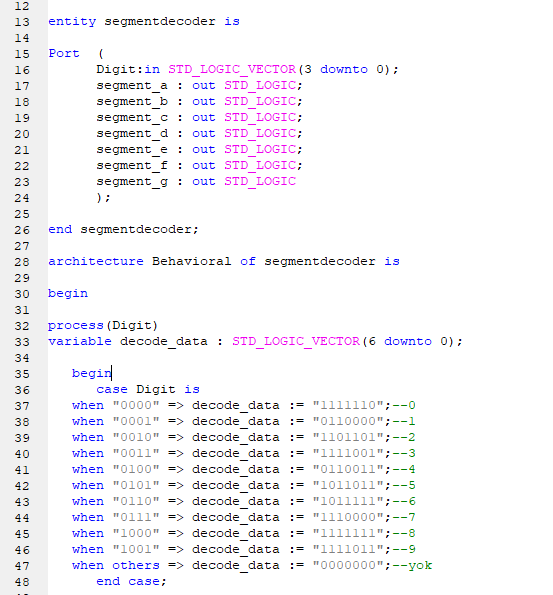 12
13 entity segmentdecoder is
14
15 Port (
16 Digit:in STD_LOGIC_VECTOR(3 downto 0);
17 segment_a : out STD_LOGIC;
18 segment_b : out STD_LOGIC;
19 segment_c : out STD_LOGIC;
20 segment_d : out STD_LOGIC;
21 segment_e : out STD_LOGIC;
22 segment_f : out STD_LOGIC;
23 segment_g : out STD_LOGIC
24 );
25
26 end segmentdecoder;
27
28 architecture Behavioral of segmentdecoder is
29
30 begin
31
32 process(Digit)
33 variable decode_data : STD_LOGIC_VECTOR(6 downto 0);
34
35 begin
36 case Digit is
37 when "0000" => decode_data := "1111110";--0
38 when "0001" => decode_data := "0110000";--1
39 when "0010" => decode_data := "1101101";--2
40 when "0011" => decode_data := "1111001";--3
41 when "0100" => decode_data := "0110011";--4
42 when "0101" => decode_data := "1011011";--5
43 when "0110" => decode_data := "1011111";--6
44 when "0111" => decode_data := "1110000";--7
45 when "1000" => decode_data := "1111111";--8
46 when "1001" => decode_data := "1111011";--9
47 when others => decode_data := "0000000";--yok
48 end case;